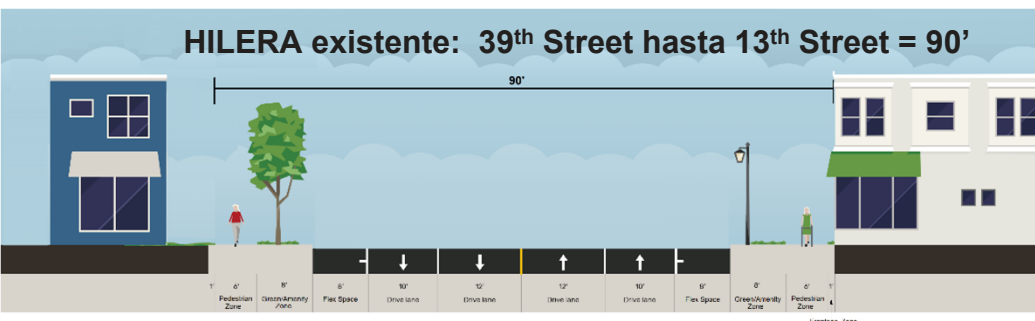 HILERA existente: 39th Street hasta 13th Street = 90’
90'
1' 6' 8' 8' 10' 12' 12' 10' 8' 8' 6' 1'
Pedestrian Zone Green/Amenity Zone Flex Space Drive lane Drive lane Drive lane Drive lane Flex Space Green/Amenity Zone Pedestrian Zone